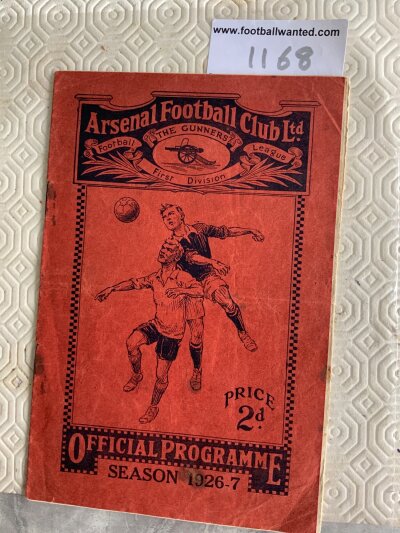 www.footballwanted.com
1168
Arsenal Football Club Ltd.
"THE GUNNERS"
Football League
First Division
PRICE
2d.
OFFICIAL PROGRAMME
SEASON 1926-7